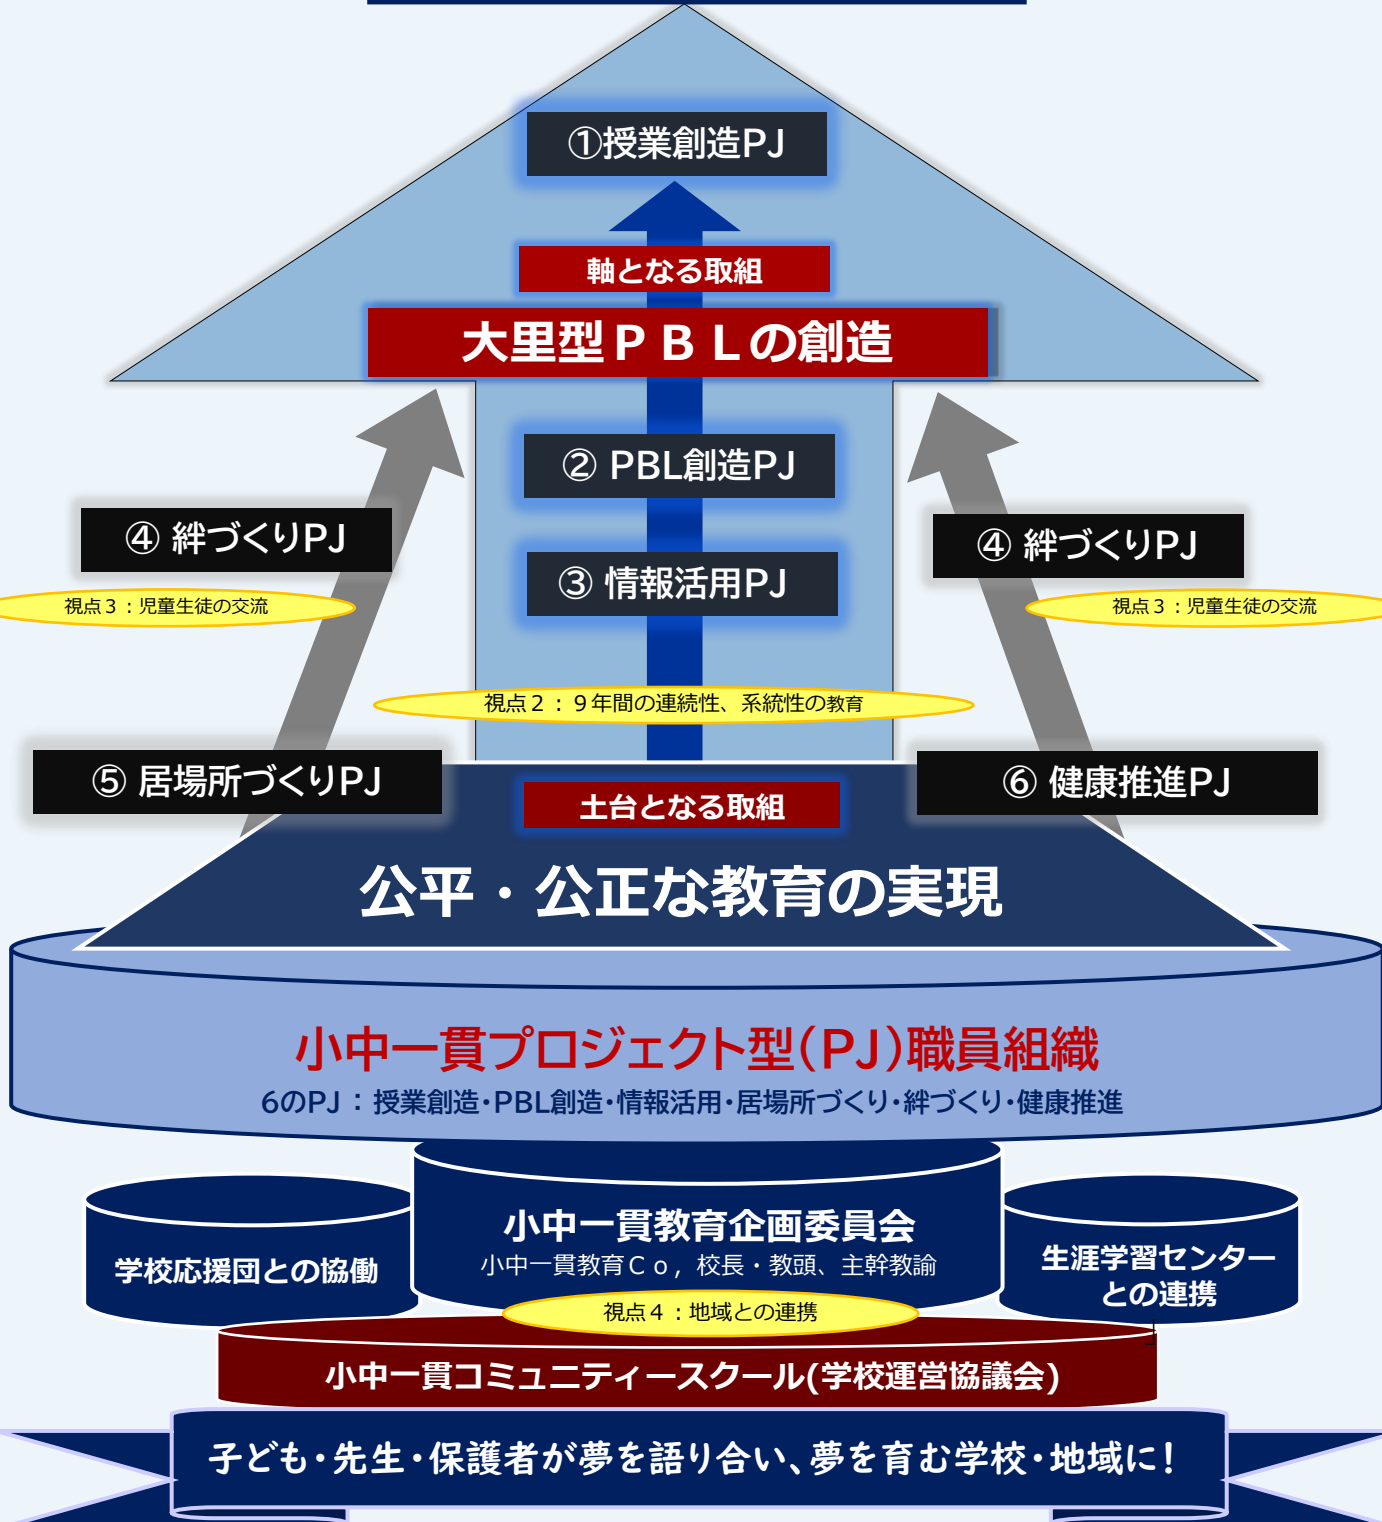 ①授業創造PJ
軸となる取組
大里型ＰＢＬの創造
② PBL創造PJ
④ 絆づくりPJ
④ 絆づくりPJ
③ 情報活用PJ
視点３：児童生徒の交流
視点３：児童生徒の交流
視点２：９年間の連続性、系統性の教育
⑤ 居場所づくりPJ
⑥ 健康推進PJ
土台となる取組
公平・公正な教育の実現
小中一貫プロジェクト型(PJ)職員組織
6のPJ：授業創造・PBL創造・情報活用・居場所づくり・絆づくり・健康推進
小中一貫教育企画委員会
小中一貫教育Ｃｏ，校長・教頭、主幹教諭
学校応援団との協働
生涯学習センター
との連携
視点４：地域との連携
小中一貫コミュニティースクール(学校運営協議会)
子ども・先生・保護者が夢を語り合い、夢を育む学校・地域に！